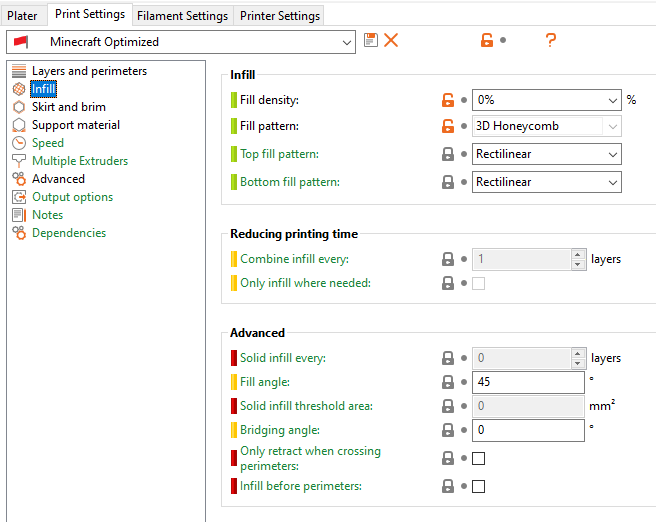 Plater Print Settings Filament Settings Printer Settings
Minecraft Optimized ?
Layers and perimeters
Infill
Skirt and brim
Support material
Speed
Multiple Extruders
Advanced
Output options
Notes
Dependencies
Infill
Fill density: 0% %
Fill pattern: 3D Honeycomb
Top fill pattern: Rectilinear
Bottom fill pattern: Rectilinear
Reducing printing time
Combine infill every: 1 layers
Only infill where needed:
Advanced
Solid infill every: 0 layers
Fill angle: 45 °
Solid infill threshold area: 0 mm²
Bridging angle: 0 °
Only retract when crossing
perimeters:
Infill before perimeters: